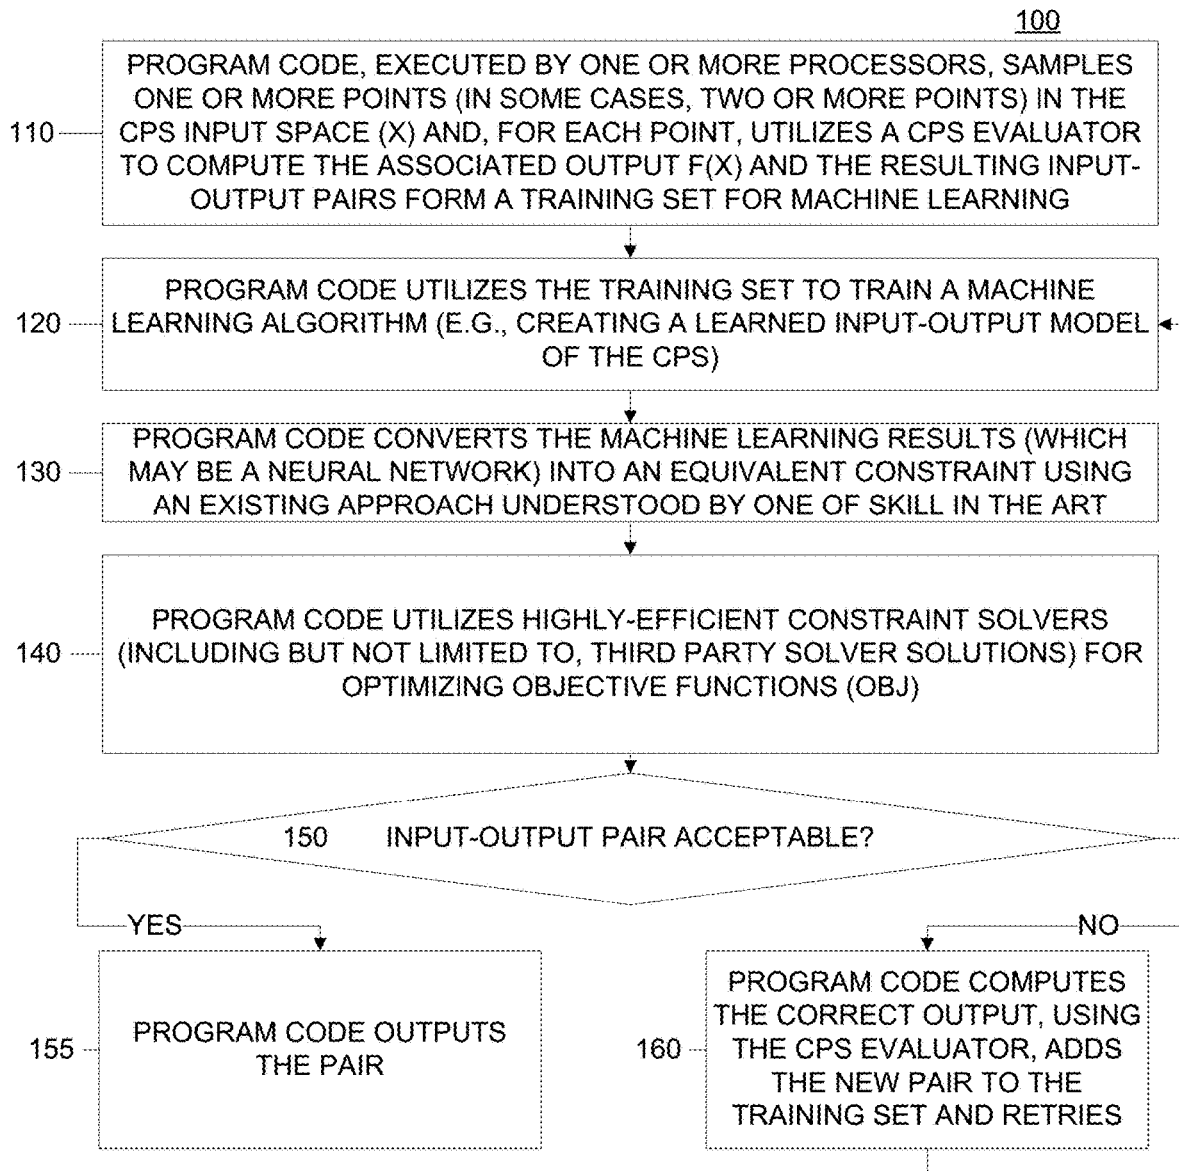 100
PROGRAM CODE, EXECUTED BY ONE OR MORE PROCESSORS, SAMPLES
ONE OR MORE POINTS (IN SOME CASES, TWO OR MORE POINTS) IN THE
CPS INPUT SPACE (X) AND, FOR EACH POINT, UTILIZES A CPS EVALUATOR
TO COMPUTE THE ASSOCIATED OUTPUT F(X) AND THE RESULTING INPUT-
OUTPUT PAIRS FORM A TRAINING SET FOR MACHINE LEARNING
110
PROGRAM CODE UTILIZES THE TRAINING SET TO TRAIN A MACHINE
LEARNING ALGORITHM (E.G., CREATING A LEARNED INPUT-OUTPUT MODEL
OF THE CPS)
120
PROGRAM CODE CONVERTS THE MACHINE LEARNING RESULTS (WHICH
MAY BE A NEURAL NETWORK) INTO AN EQUIVALENT CONSTRAINT USING
AN EXISTING APPROACH UNDERSTOOD BY ONE OF SKILL IN THE ART
130
PROGRAM CODE UTILIZES HIGHLY-EFFICIENT CONSTRAINT SOLVERS
(INCLUDING BUT NOT LIMITED TO, THIRD PARTY SOLVER SOLUTIONS) FOR
OPTIMIZING OBJECTIVE FUNCTIONS (OBJ)
140
150 INPUT-OUTPUT PAIR ACCEPTABLE?
YES
NO
PROGRAM CODE OUTPUTS
THE PAIR
155
PROGRAM CODE COMPUTES
THE CORRECT OUTPUT, USING
THE CPS EVALUATOR, ADDS
THE NEW PAIR TO THE
TRAINING SET AND RETRIES
160